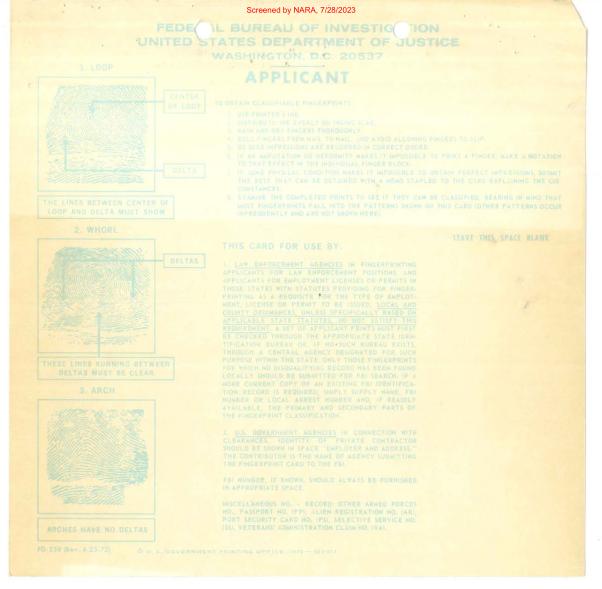 Screened by NARA, 7/28/2023
FEDERAL BUREAU OF INVESTIGATION
UNITED STATES DEPARTMENT OF JUSTICE
WASHINGTON, D.C. 20537
APPLICANT
1. LOOP
CENTER
OF LOOP
DELTA
THE LINES BETWEEN CENTER OF
LOOP AND DELTA MUST SHOW
TO OBTAIN CLASSIFIABLE FINGERPRINTS:
1. USE PRINTER'S INK.
2. DISTRIBUTE INK EVENLY ON INKING SLAB.
3. WASH AND DRY FINGERS THOROUGHLY.
4. ROLL FINGERS FROM NAIL TO NAIL, AND AVOID ALLOWING FINGERS TO SLIP.
5. BE SURE IMPRESSIONS ARE RECORDED IN CORRECT ORDER.
6. IF AN AMPUTATION OR DEFORMITY MAKES IT IMPOSSIBLE TO PRINT A FINGER, MAKE A NOTATION
TO THAT EFFECT IN THE INDIVIDUAL FINGER BLOCK.
7. IF SOME PHYSICAL CONDITION MAKES IT IMPOSSIBLE TO OBTAIN PERFECT IMPRESSIONS, SUBMIT
THE BEST THAT CAN BE OBTAINED WITH A MEMO STAPLED TO THE CARD EXPLAINING THE CIR-
CUMSTANCES.
8. EXAMINE THE COMPLETED PRINTS TO SEE IF THEY CAN BE CLASSIFIED, BEARING IN MIND THAT
MOST FINGERPRINTS FALL INTO THE PATTERNS SHOWN ON THIS CARD (OTHER PATTERNS OCCUR
INFREQUENTLY AND ARE NOT SHOWN HERE).
LEAVE THIS SPACE BLANK
2. WHORL
DELTAS
THESE LINES RUNNING BETWEEN
DELTAS MUST BE CLEAR
THIS CARD FOR USE BY:
1. LAW ENFORCEMENT AGENCIES IN FINGERPRINTING
APPLICANTS FOR LAW ENFORCEMENT POSITIONS, AND
APPLICANTS FOR EMPLOYMENT LICENSES OR PERMITS IN
THOSE STATES WITH STATUTES PROVIDING FOR FINGER-
PRINTING AS A REQUISITE FOR THE TYPE OF EMPLOY-
MENT, LICENSE OR PERMIT TO BE ISSUED. LOCAL AND
COUNTY ORDINANCES, UNLESS SPECIFICALLY BASED ON
APPLICABLE STATE STATUTES, DO NOT SATISFY THIS
REQUIREMENT. A SET OF APPLICANT PRINTS MUST FIRST
BE CHECKED THROUGH THE APPROPRIATE STATE IDEN-
TIFICATION BUREAU OR, IF NO SUCH BUREAU EXISTS,
THROUGH A CENTRAL AGENCY DESIGNATED FOR SUCH
PURPOSE WITHIN THE STATE. ONLY THOSE FINGERPRINTS
FOR WHICH NO DISQUALIFYING RECORD HAS BEEN FOUND
LOCALLY SHOULD BE SUBMITTED FOR FBI SEARCH. IF A
MORE CURRENT COPY OF AN EXISTING FBI IDENTIFICA-
TION RECORD IS REQUIRED, SIMPLY SUPPLY NAME, FBI
NUMBER OR LOCAL ARREST NUMBER AND, IF READILY
AVAILABLE, THE PRIMARY AND SECONDARY PARTS OF
THE FINGERPRINT CLASSIFICATION.
2. U.S. GOVERNMENT AGENCIES IN CONNECTION WITH
CLEARANCES. IDENTITY OF PRIVATE CONTRACTOR
SHOULD BE SHOWN IN SPACE "EMPLOYER AND ADDRESS."
THE CONTRIBUTOR IS THE NAME OF AGENCY SUBMITTING
THE FINGERPRINT CARD TO THE FBI.
FBI NUMBER, IF KNOWN, SHOULD ALWAYS BE FURNISHED
IN APPROPRIATE SPACE.
MISCELLANEOUS NO. - RECORD: OTHER ARMED FORCES
NO., PASSPORT NO. (PP), ALIEN REGISTRATION NO. (AR),
PORT SECURITY CARD NO. (PS), SELECTIVE SERVICE NO.
(SS), VETERANS' ADMINISTRATION CLAIM NO. (VA).
3. ARCH
ARCHES HAVE NO DELTAS
FD-258 (Rev. 4-25-72)
U.S. GOVERNMENT PRINTING OFFICE